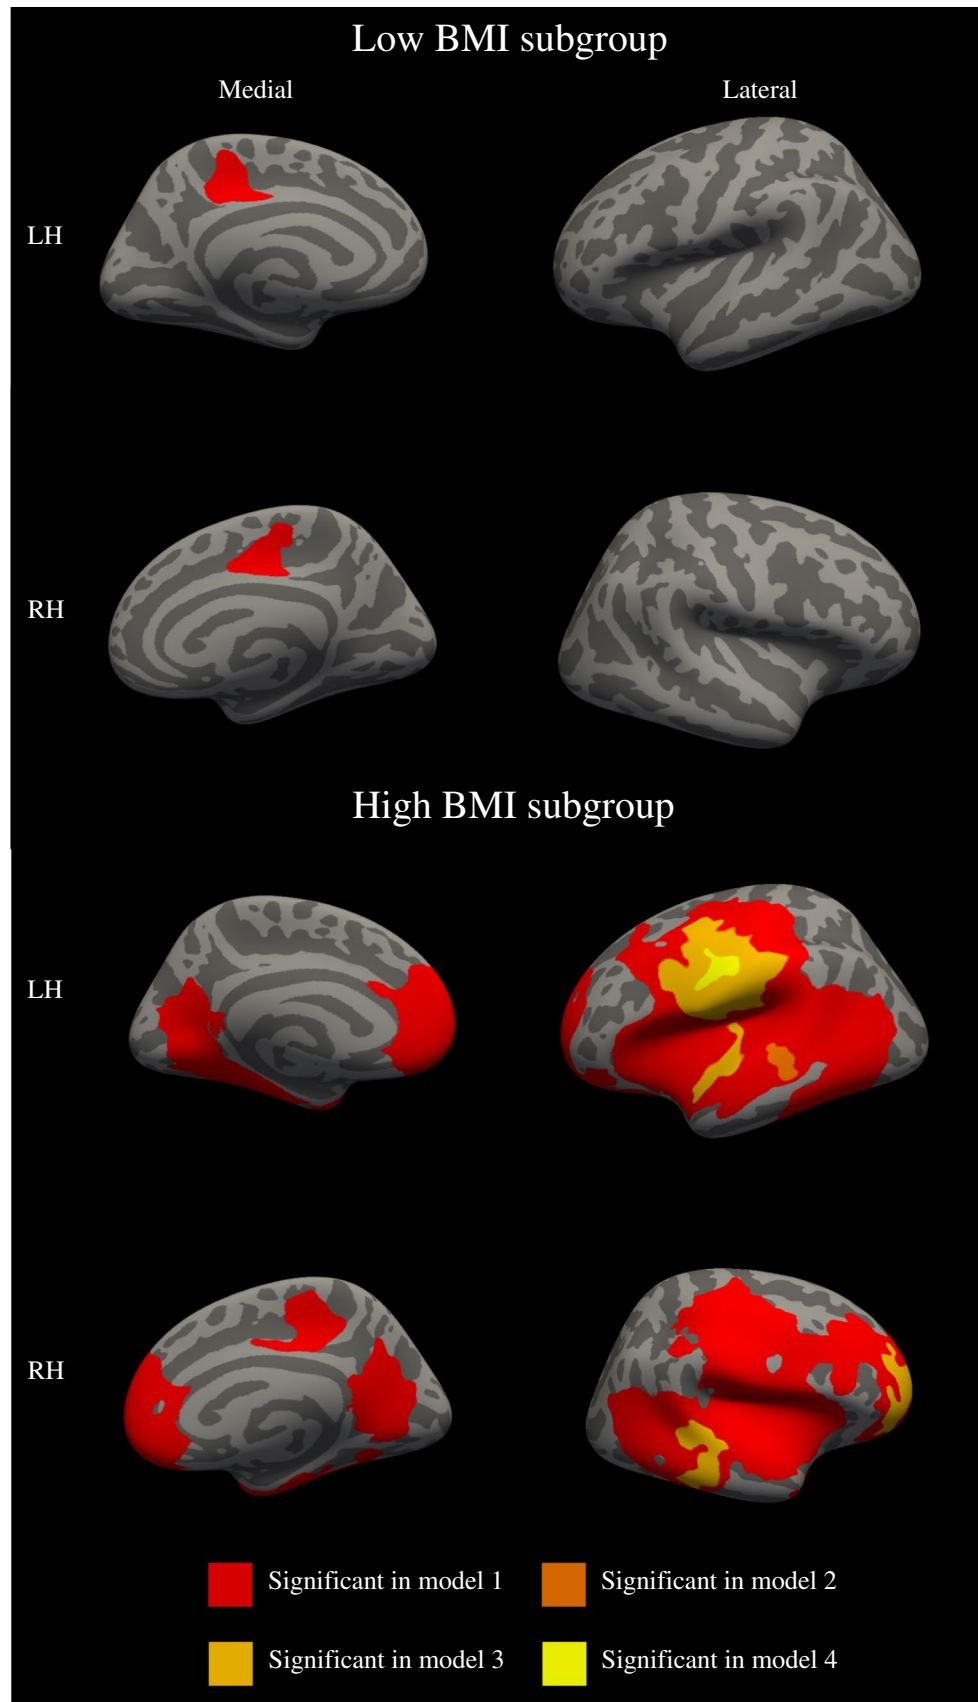 Low BMI subgroup
Medial Lateral
LH
RH
High BMI subgroup
LH
RH
Significant in model 1 Significant in model 2
Significant in model 3 Significant in model 4